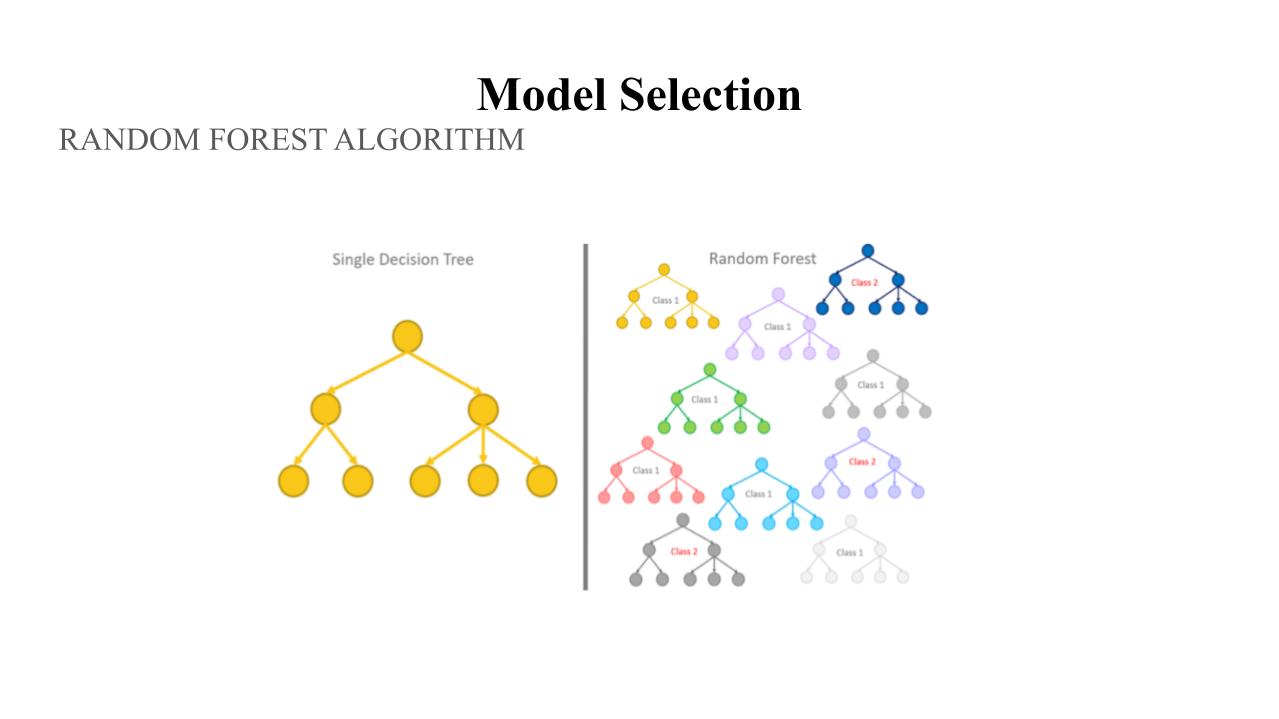 Model Selection
RANDOM FOREST ALGORITHM
Single Decision Tree
Random Forest
Class 1
Class 2
Class 1
Class 1
Class 1
Class 1
Class 2
Class 1
Class 2
Class 1